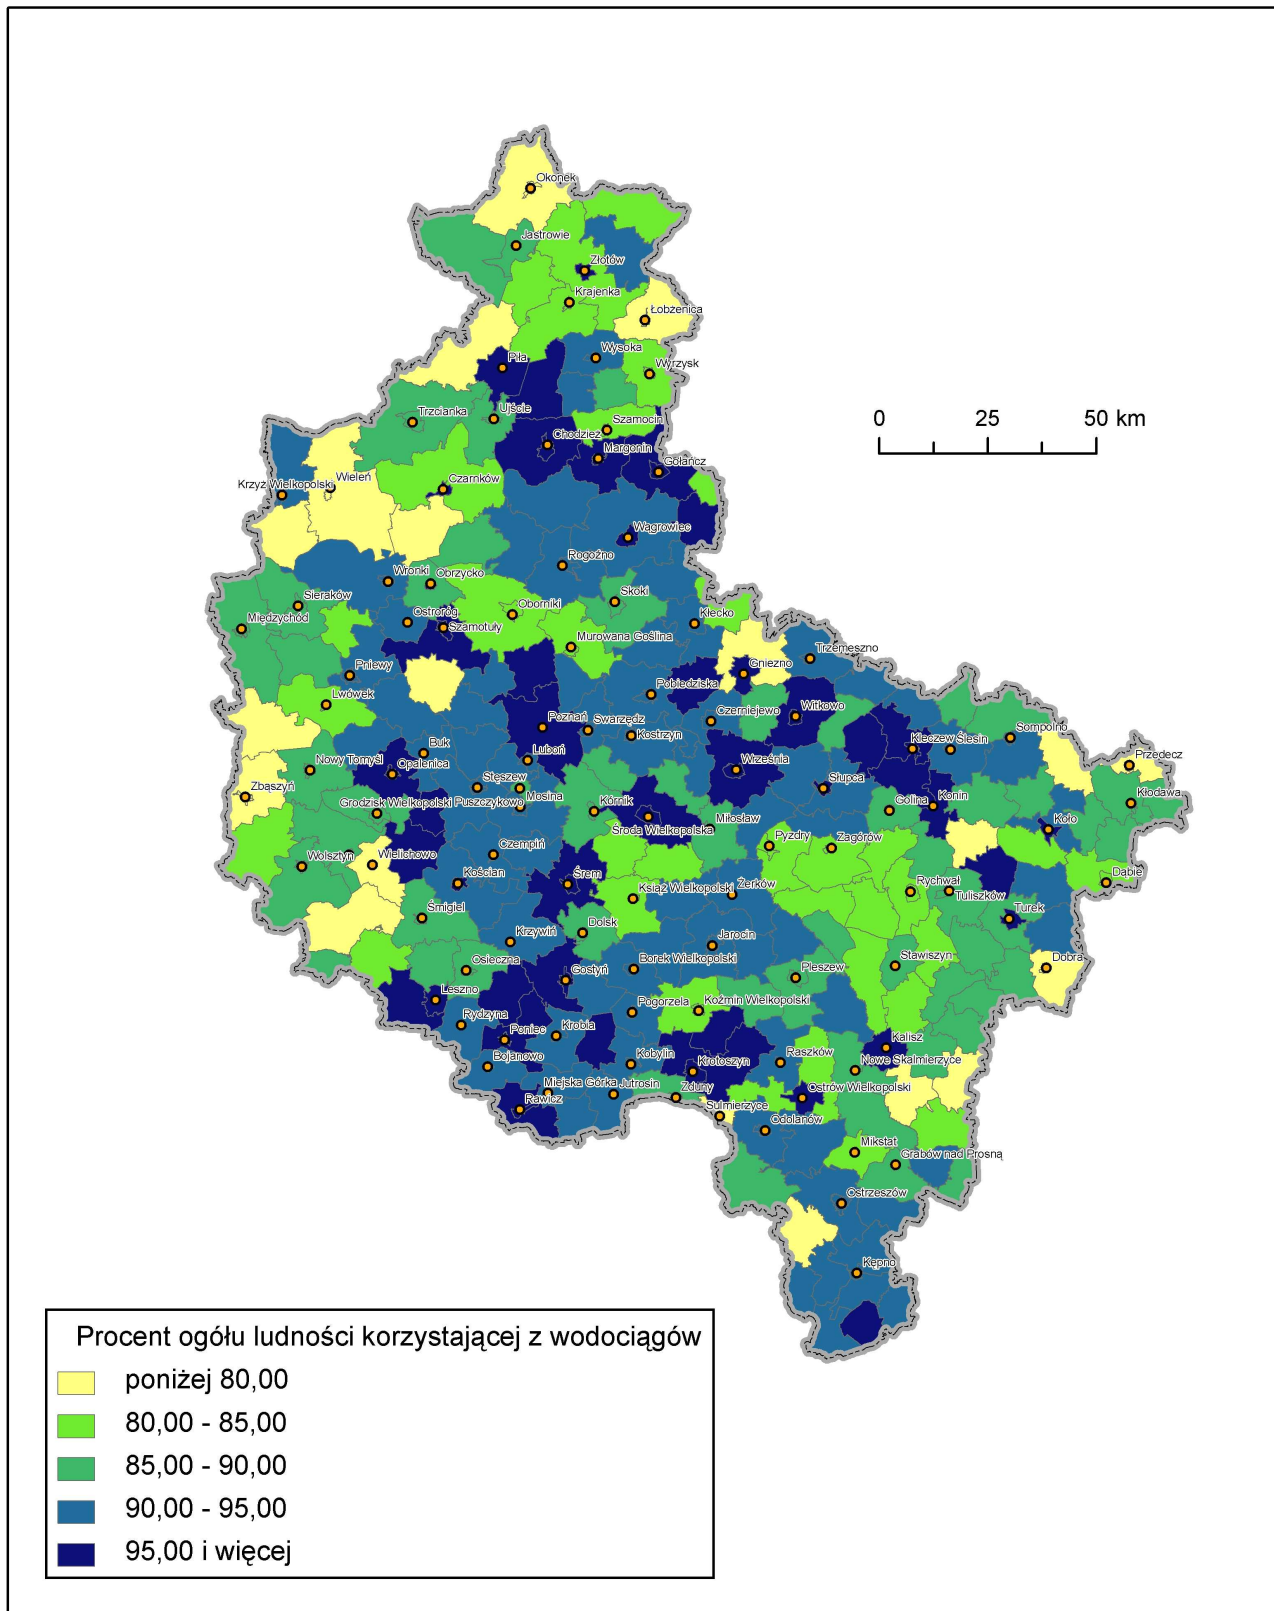 Okonek
Jastrowie
Złotów
Krajenka
Łobżenica
Wysoka
Piła
Wyrzysk
0 25 50 km
Trzcianka
Ujście
Szamocin
Chodzież
Margonin
Gołańcz
Wieleń
Krzyż Wielkopolski
Czarnków
Wągrowiec
Rogoźno
Wronki
Obrzycko
Sieraków
Skoki
Międzychód
Ostroróg
Szamotuły
Oborniki
Kłecko
Murowana Goślina
Trzemeszno
Pniewy
Gniezno
Pobiedziska
Lwówek
Poznań
Swarzędz
Kostrzyn
Czerniejewo
Witkowo
Sompolno
Buk
Luboń
Kleczew
Ślesin
Przedecz
Nowy Tomyśl
Opalenica
Września
Słupca
Zbąszyń
Stęszew
Mosina
Kłodawa
Grodzisk Wielkopolski
Puszczykowo
Kórnik
Golina
Konin
Środa Wielkopolska
Miłosław
Koło
Wolsztyn
Wielichowo
Czempiń
Pyzdry
Zagórów
Kościan
Śrem
Książ Wielkopolski
Żerków
Rychwał
Tuliszków
Dąbie
Śmigiel
Dolsk
Turek
Krzywiń
Jarocin
Osieczna
Gostyń
Borek Wielkopolski
Pleszew
Stawiszyn
Dobra
Leszno
Pogorzela
Koźmin Wielkopolski
Rydzyna
Poniec
Krobia
Kalisz
Bojanowo
Kobylin
Krotoszyn
Raszków
Nowe Skalmierzyce
Miejska Górka
Jutrosin
Zduny
Ostrów Wielkopolski
Rawicz
Sulmierzyce
Odolanów
Mikstat
Grabów nad Prosną
Ostrzeszów
Kępno
Procent ogółu ludności korzystającej z wodociągów
poniżej 80,00
80,00 - 85,00
85,00 - 90,00
90,00 - 95,00
95,00 i więcej